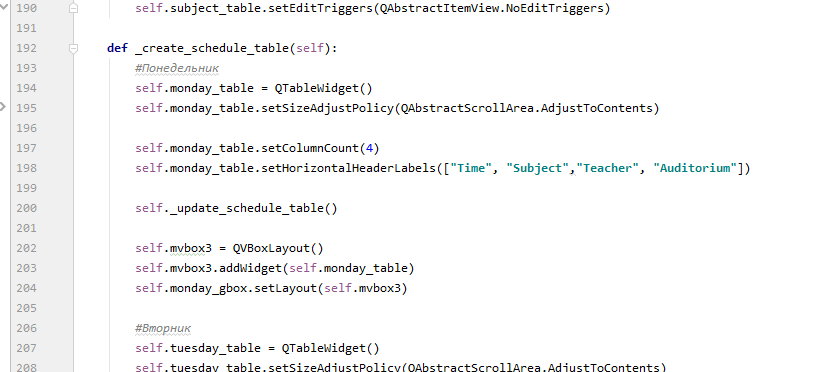 190 self.subject_table.setEditTriggers(QAbstractItemView.NoEditTriggers)
191
192 def _create_schedule_table(self):
193 #Понедельник
194 self.monday_table = QTableWidget()
195 self.monday_table.setSizeAdjustPolicy(QAbstractScrollArea.AdjustToContents)
196
197 self.monday_table.setColumnCount(4)
198 self.monday_table.setHorizontalHeaderLabels(["Time", "Subject","Teacher", "Auditorium"])
199
200 self._update_schedule_table()
201
202 self.mvbox3 = QVBoxLayout()
203 self.mvbox3.addWidget(self.monday_table)
204 self.monday_gbox.setLayout(self.mvbox3)
205
206 #Вторник
207 self.tuesday_table = QTableWidget()
208 self.tuesday_table.setSizeAdjustPolicy(QAbstractScrollArea.AdjustToContents)